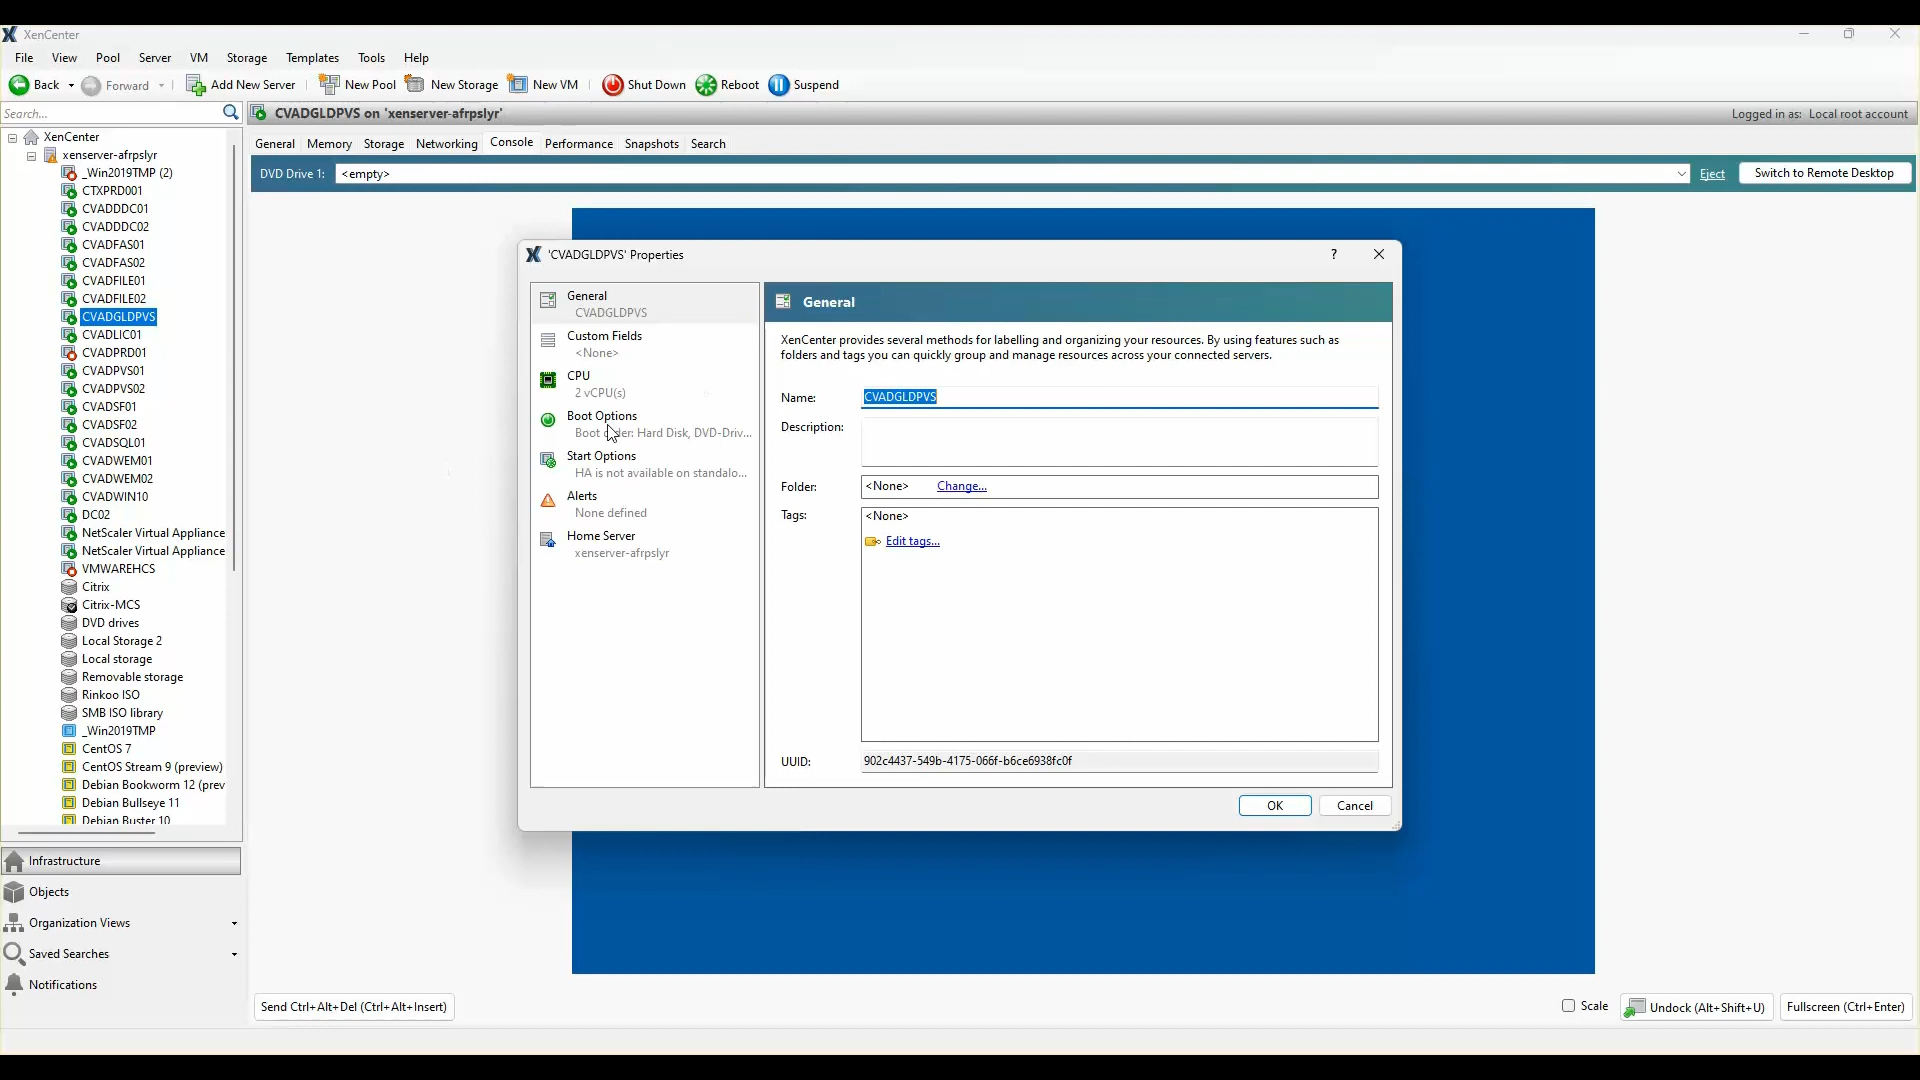 XenCenter
File View Pool Server VM Storage Templates Tools Help
Back Forward Add New Server New Pool New Storage New VM Shut Down Reboot Suspend
Search... CVADGLDPVS on 'xenserver-afrpslyr' Logged in as: Local root account
General Memory Storage Networking Console Performance Snapshots Search
DVD Drive 1: <empty> Eject Switch to Remote Desktop
XenCenter
xenserver-afrpslyr
_Win2019TMP (2)
CTXPRD001
CVADDDC01
CVADDDC02
CVADFAS01
CVADFAS02
CVADFILE01
CVADFILE02
CVADGLDPVS
CVADLIC01
CVADPRD01
CVADPVS01
CVADPVS02
CVADSF01
CVADSF02
CVADSQL01
CVADWEM01
CVADWEM02
CVADWIN10
DC02
NetScaler Virtual Appliance
NetScaler Virtual Appliance
VMWAREHCS
Citrix
Citrix-MCS
DVD drives
Local Storage 2
Local storage
Removable storage
Rinkoo ISO
SMB ISO library
_Win2019TMP
CentOS 7
CentOS Stream 9 (preview)
Debian Bookworm 12 (prev
Debian Bullseye 11
Debian Buster 10
Infrastructure
Objects
Organization Views
Saved Searches
Notifications
'CVADGLDPVS' Properties ?
General
CVADGLDPVS
Custom Fields
<None>
CPU
2 vCPU(s)
Boot Options
Boot Hard Disk, DVD-Driv...
Start Options
HA is not available on standalo...
Alerts
None defined
Home Server
xenserver-afrpslyr
General
XenCenter provides several methods for labelling and organizing your resources. By using features such as
folders and tags you can quickly group and manage resources across your connected servers.
Name: CVADGLDPVS
Description:
Folder: <None> Change...
Tags: <None>
Edit tags...
UUID: 902c4437-549b-4175-066f-b6ce6938fc0f
OK Cancel
Send Ctrl+Alt+Del (Ctrl+Alt+Insert) Scale Undock (Alt+Shift+U) Fullscreen (Ctrl+Enter)